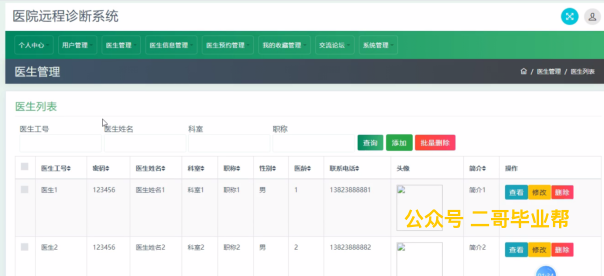 医院远程诊断系统
个人中心 用户管理 医生管理 医生信息管理 医生预约管理 我的收藏管理 交流论坛 系统管理
医生管理 / 医生管理 / 医生列表
医生列表
医生工号 医生姓名 科室 职称
查询 添加 批量删除
医生工号 密码 医生姓名 科室 职称 性别 医龄 联系电话 头像 简介 操作
医生1 123456 医生姓名1 科室1 职称1 男 1 13823888881 简介1 查看 修改 删除
公众号 二哥毕业帮
医生2 123456 医生姓名2 科室2 职称2 男 2 13823888882 简介2 查看 修改 删除